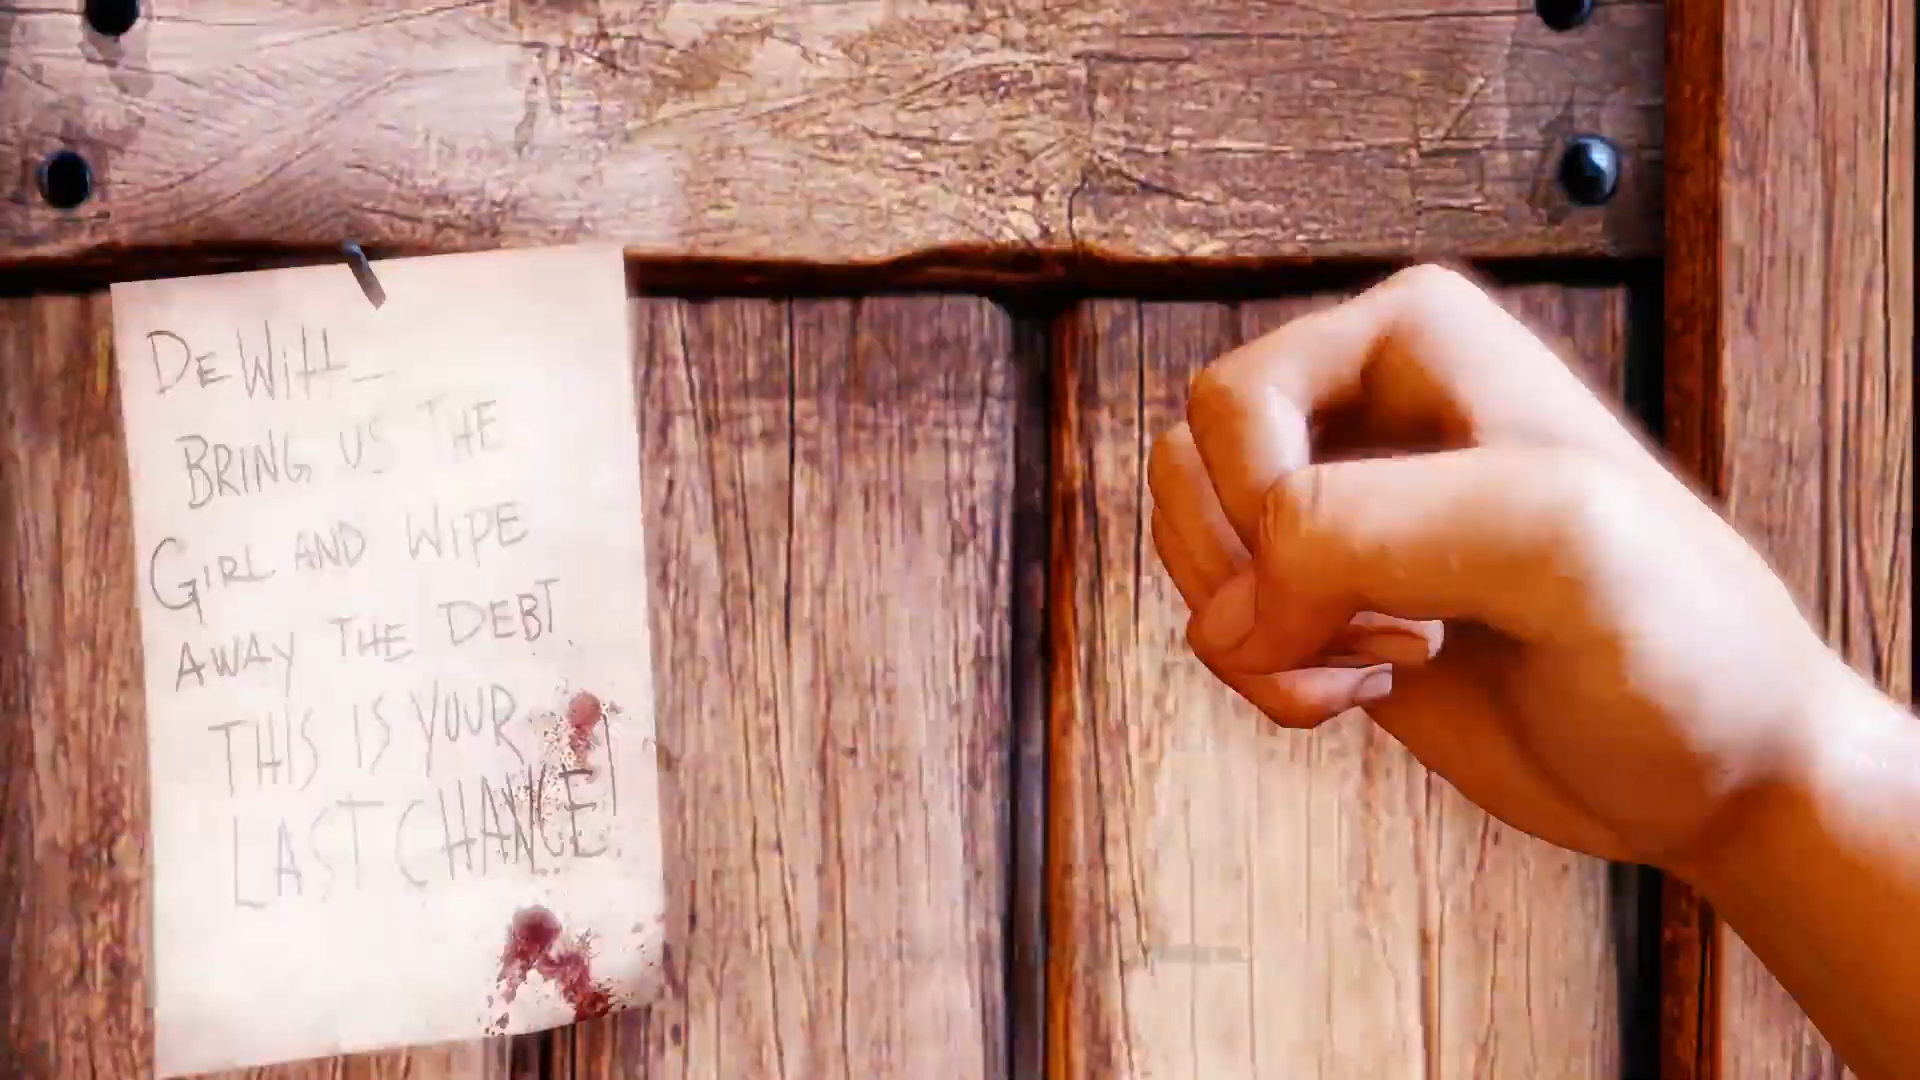 DEWitt_
BRING US THE
GIRL AND WIPE
AWAY THE DEBT.
THIS IS YOUR
LAST CHANCE!